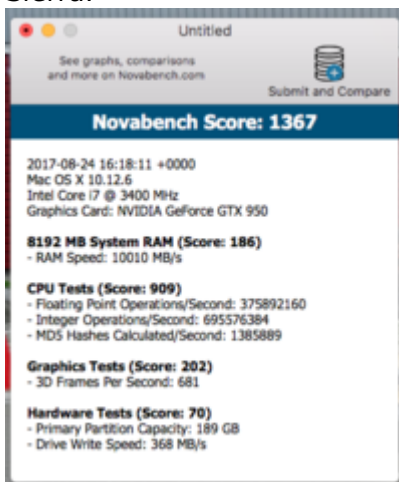 Sierra.
Untitled
See graphs, comparisons
and more on Novabench.com
Submit and Compare
Novabench Score: 1367
2017-08-24 16:18:11 +0000
Mac OS X 10.12.6
Intel Core i7 @ 3400 MHz
Graphics Card: NVIDIA GeForce GTX 950
8192 MB System RAM (Score: 186)
- RAM Speed: 10010 MB/s
CPU Tests (Score: 909)
- Floating Point Operations/Second: 375892160
- Integer Operations/Second: 695576384
- MD5 Hashes Calculated/Second: 1385889
Graphics Tests (Score: 202)
- 3D Frames Per Second: 681
Hardware Tests (Score: 70)
- Primary Partition Capacity: 189 GB
- Drive Write Speed: 368 MB/s